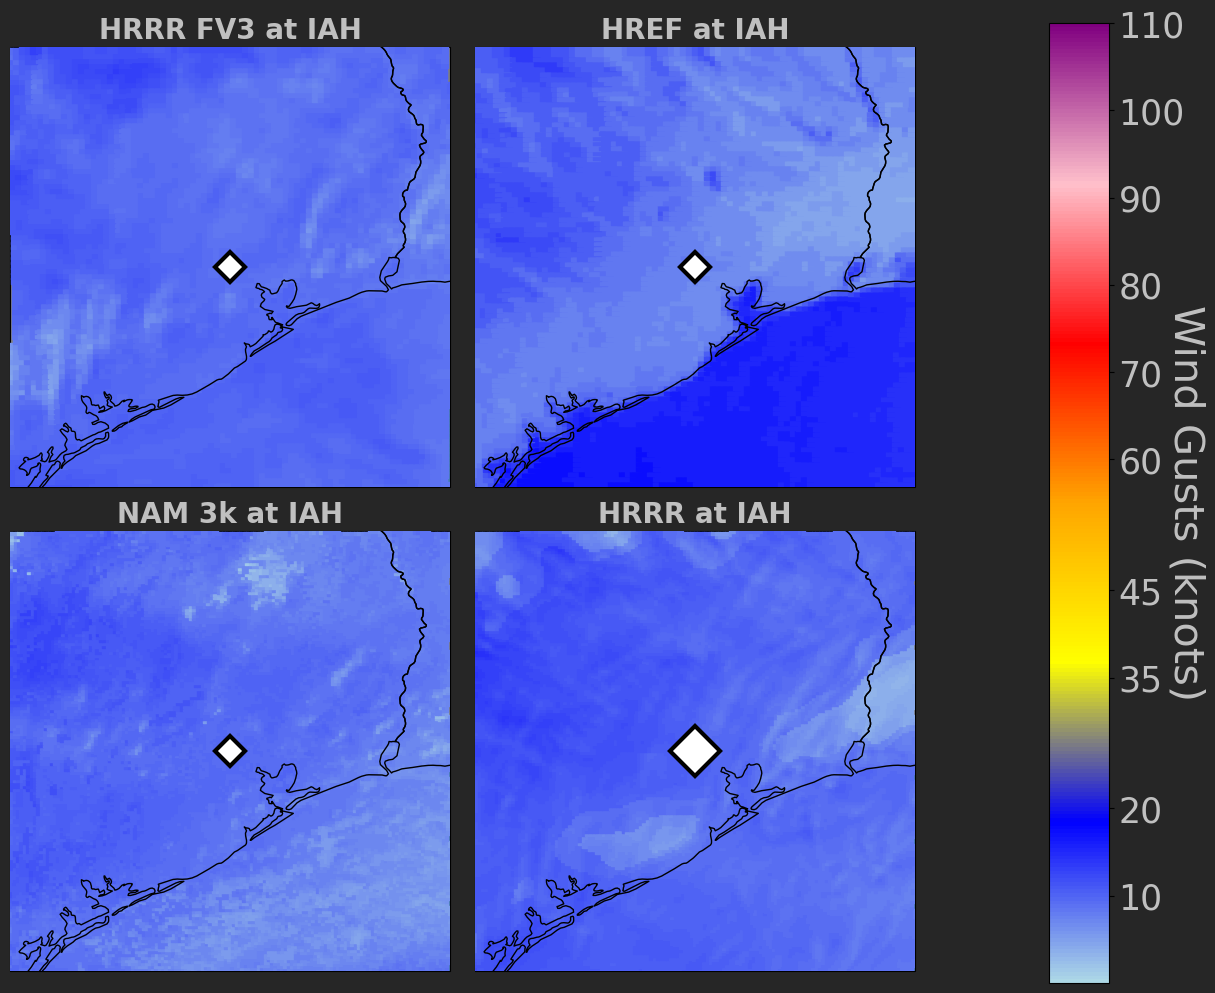 HRRR FV3 at IAH
HREF at IAH
NAM 3k at IAH
HRRR at IAH
110
100
90
80
70
60
45
35
20
10
Wind Gusts (knots)